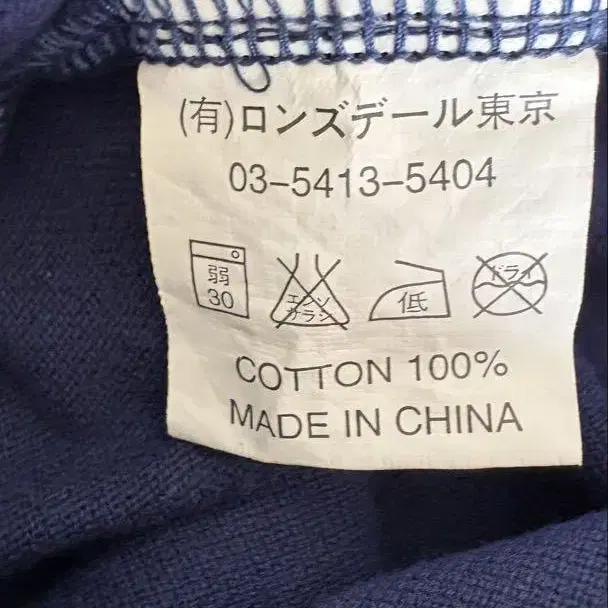 (有)ロンズデール東京
03-5413-5404
弱
30
エンソ
サラシ
低
ドライ
COTTON 100%
MADE IN CHINA